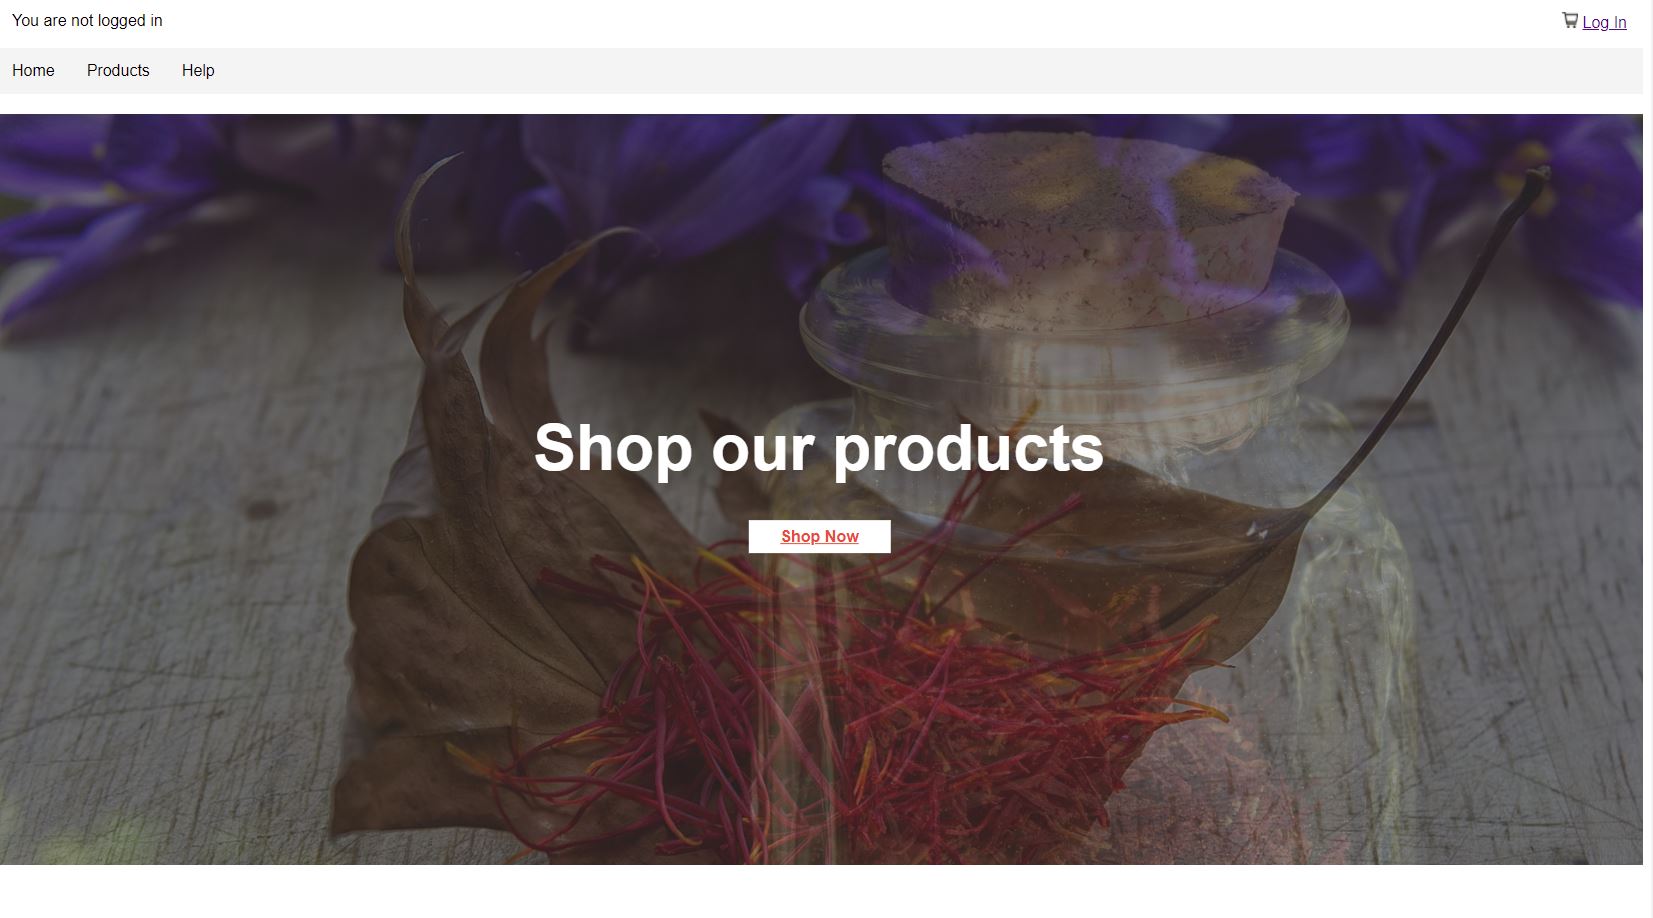 You are not logged in
Log In
Home Products Help
Shop our products
Shop Now